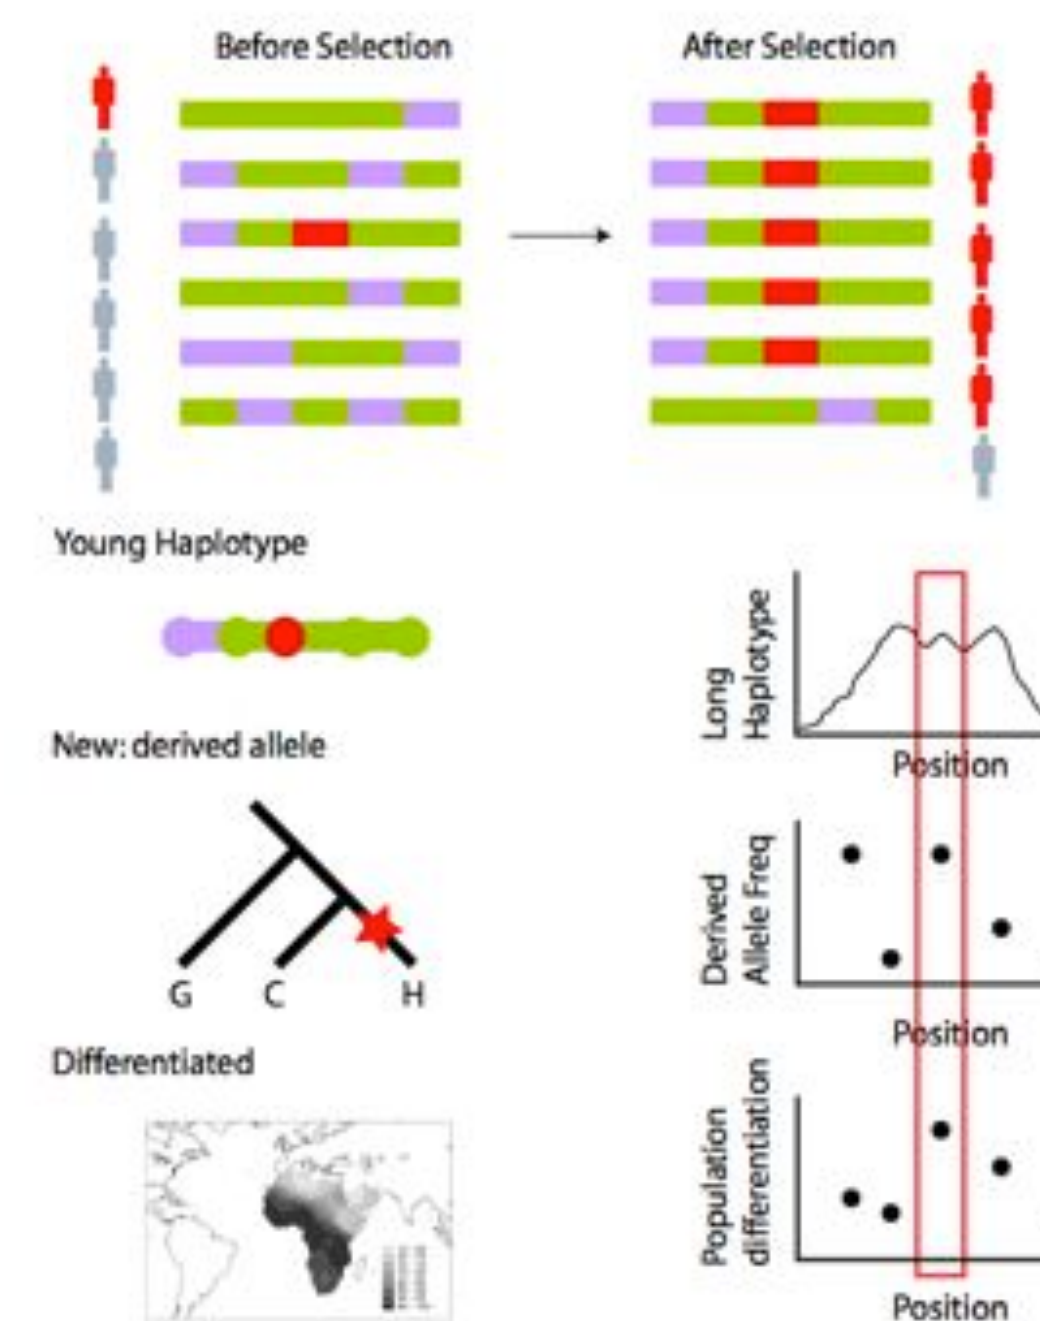 Before Selection
After Selection
Young Haplotype
Long
Haplotype
Position
New: derived allele
G
C
H
Derived
Allele Freq
Position
Differentiated
Population
differentiation
Position